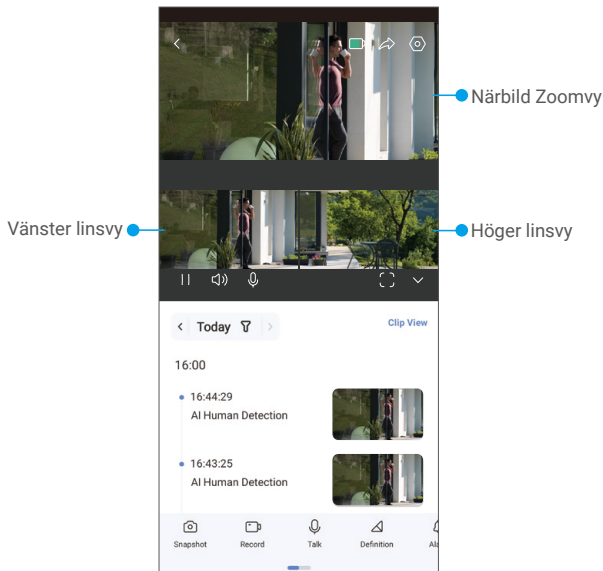 Närbild Zoomvy
Vänster linsvy
Höger linsvy
Today
Clip View
16:00
16:44:29
AI Human Detection
16:43:25
AI Human Detection
Snapshot
Record
Talk
Definition